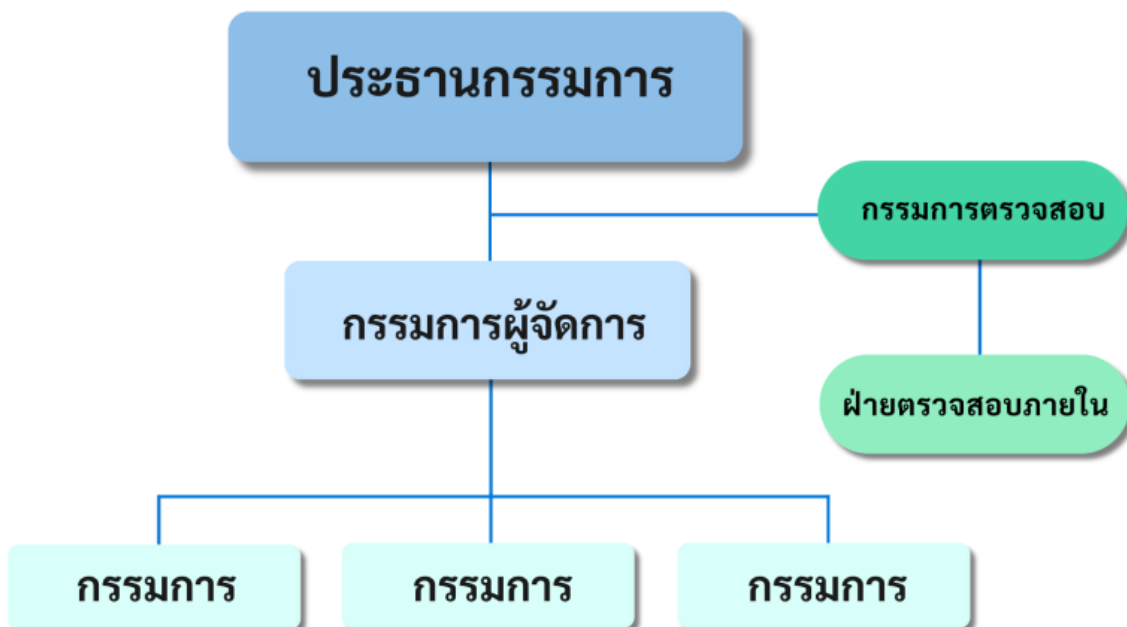 ประธานกรรมการ
กรรมการตรวจสอบ
กรรมการผู้จัดการ
ฝ่ายตรวจสอบภายใน
กรรมการ
กรรมการ
กรรมการ